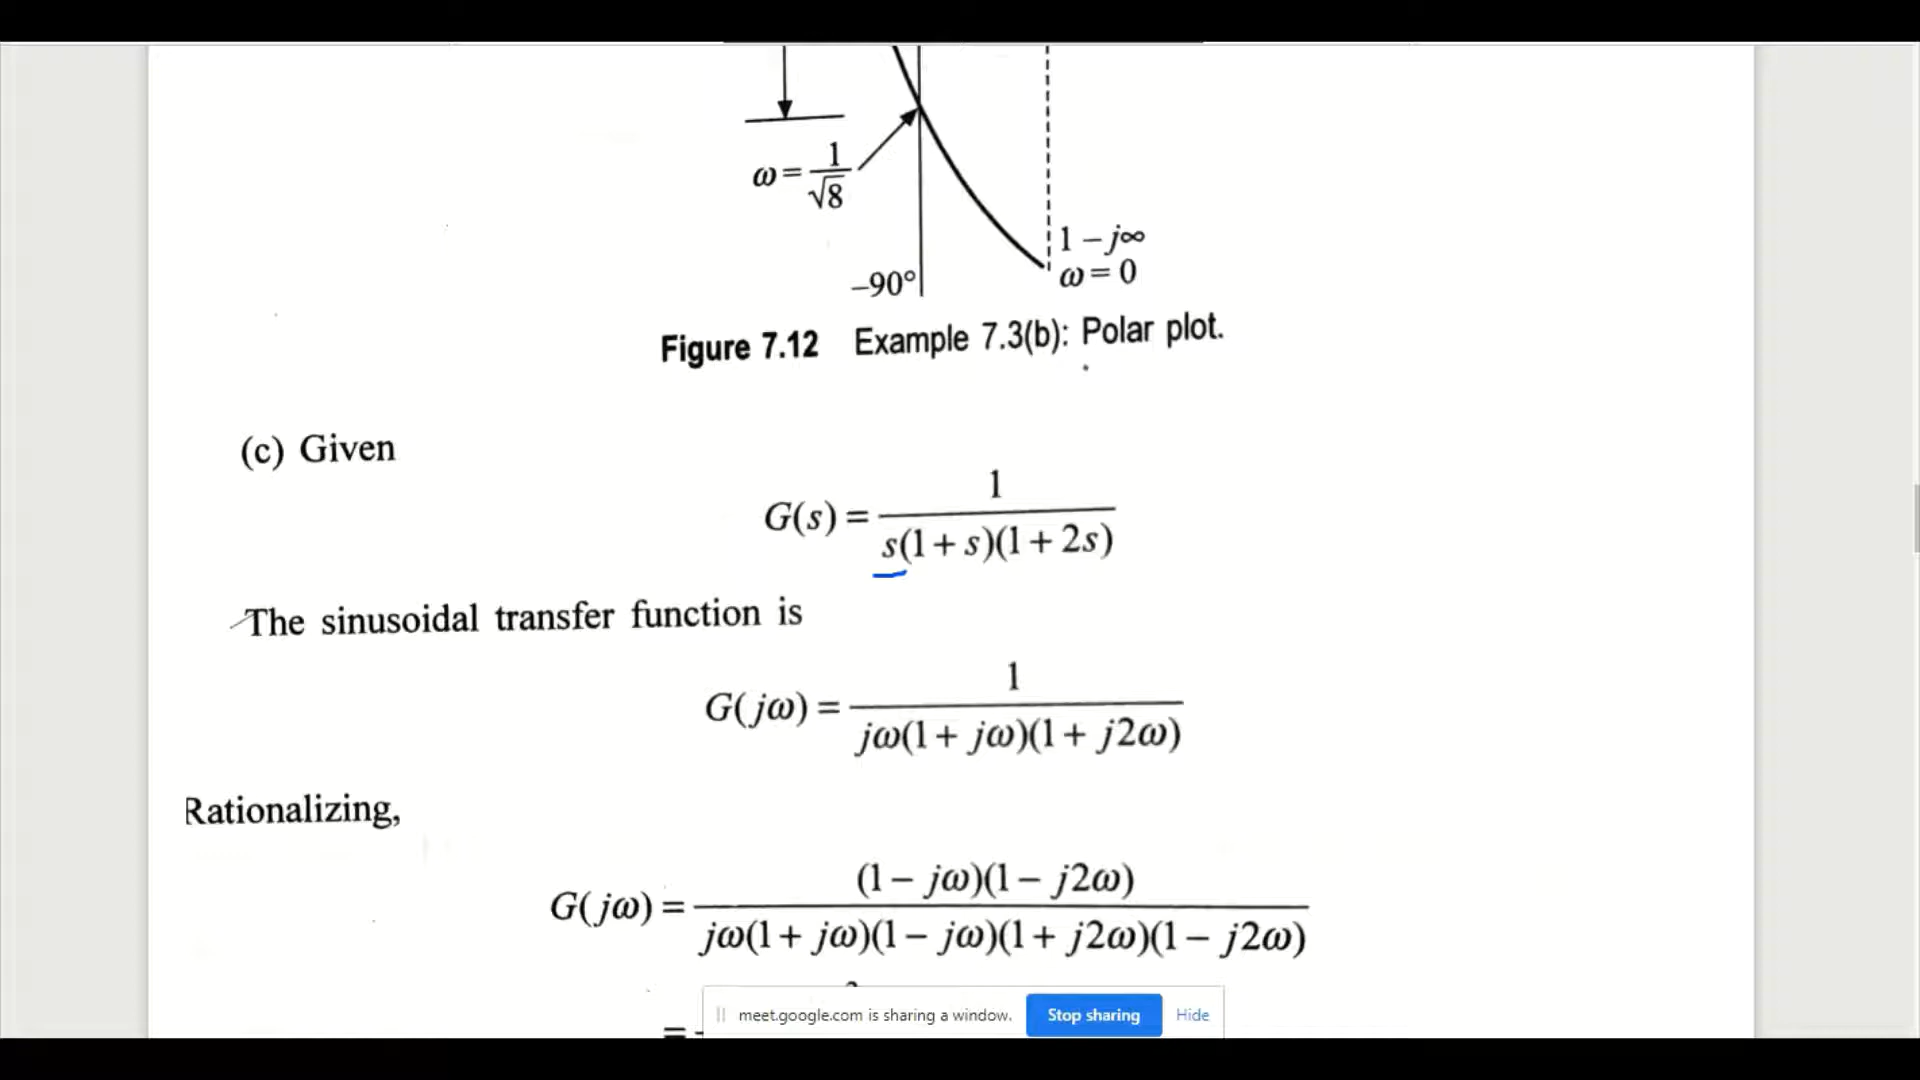 ω = 1/√8
1 – j∞
ω = 0
–90°
Figure 7.12 Example 7.3(b): Polar plot.
(c) Given
G(s) = 1 / s(1 + s)(1 + 2s)
The sinusoidal transfer function is
G(jω) = 1 / jω(1 + jω)(1 + j2ω)
Rationalizing,
G(jω) = (1 – jω)(1 – j2ω) / jω(1 + jω)(1 – jω)(1 + j2ω)(1 – j2ω)
=
meet.google.com is sharing a window. Stop sharing Hide